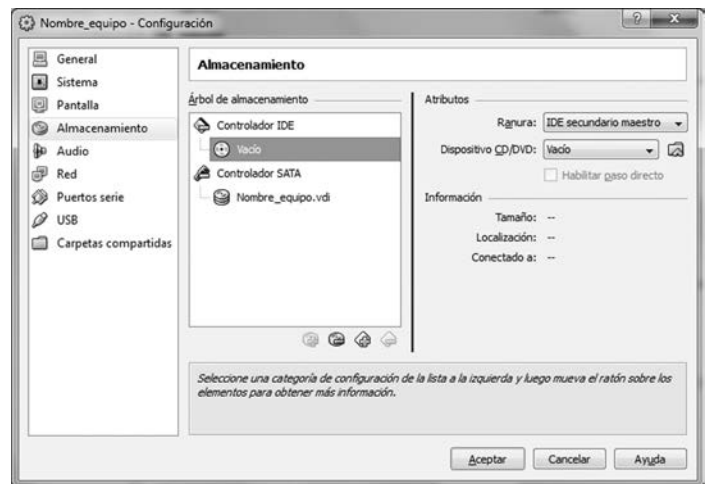 Nombre_equipo - Configuración
General
Sistema
Pantalla
Almacenamiento
Audio
Red
Puertos serie
USB
Carpetas compartidas
Almacenamiento
Árbol de almacenamiento
Controlador IDE
Vacío
Controlador SATA
Nombre_equipo.vdi
Atributos
Ranura: IDE secundario maestro
Dispositivo CD/DVD: Vacío
Habilitar paso directo
Información
Tamaño: --
Localización: --
Conectado a: --
Seleccione una categoría de configuración de la lista a la izquierda y luego mueva el ratón sobre los
elementos para obtener más información.
Aceptar Cancelar Ayuda